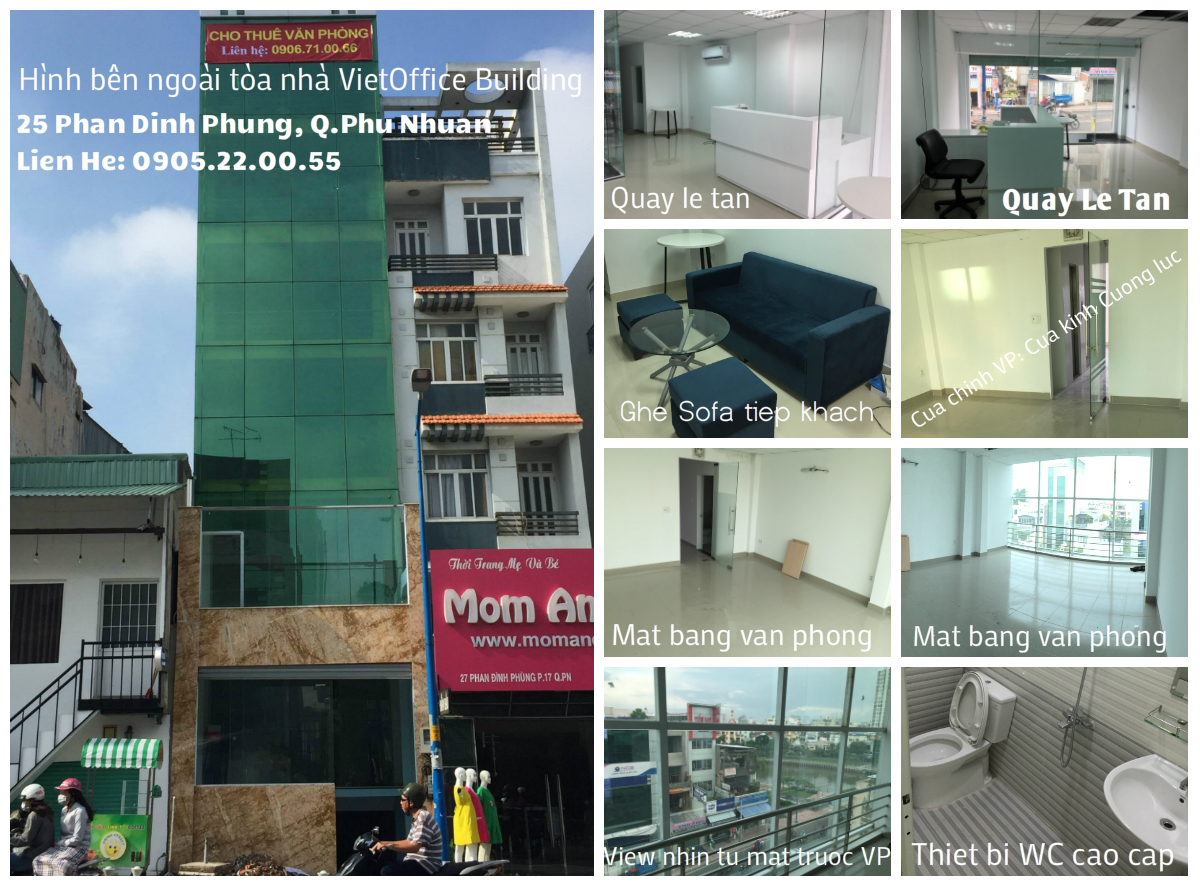 CHO THUÊ VĂN PHÒNG
Liên hệ: 0906.71.00.66
Hình bên ngoài tòa nhà VietOffice Building
25 Phan Dinh Phung, Q.Phu Nhuan
Lien He: 0905.22.00.55
Thời Trang Mẹ Và Bé
Mom An
www.momand
27 PHAN ĐÌNH PHÙNG P.17 Q.PN
Quay le tan
Quay Le Tan
Ghe Sofa tiep khach
Cua chinh VP: Cua kinh Cuong luc
Mat bang van phong
Mat bang van phong
View nhin tu mat truoc VP
Thiet bi WC cao cap